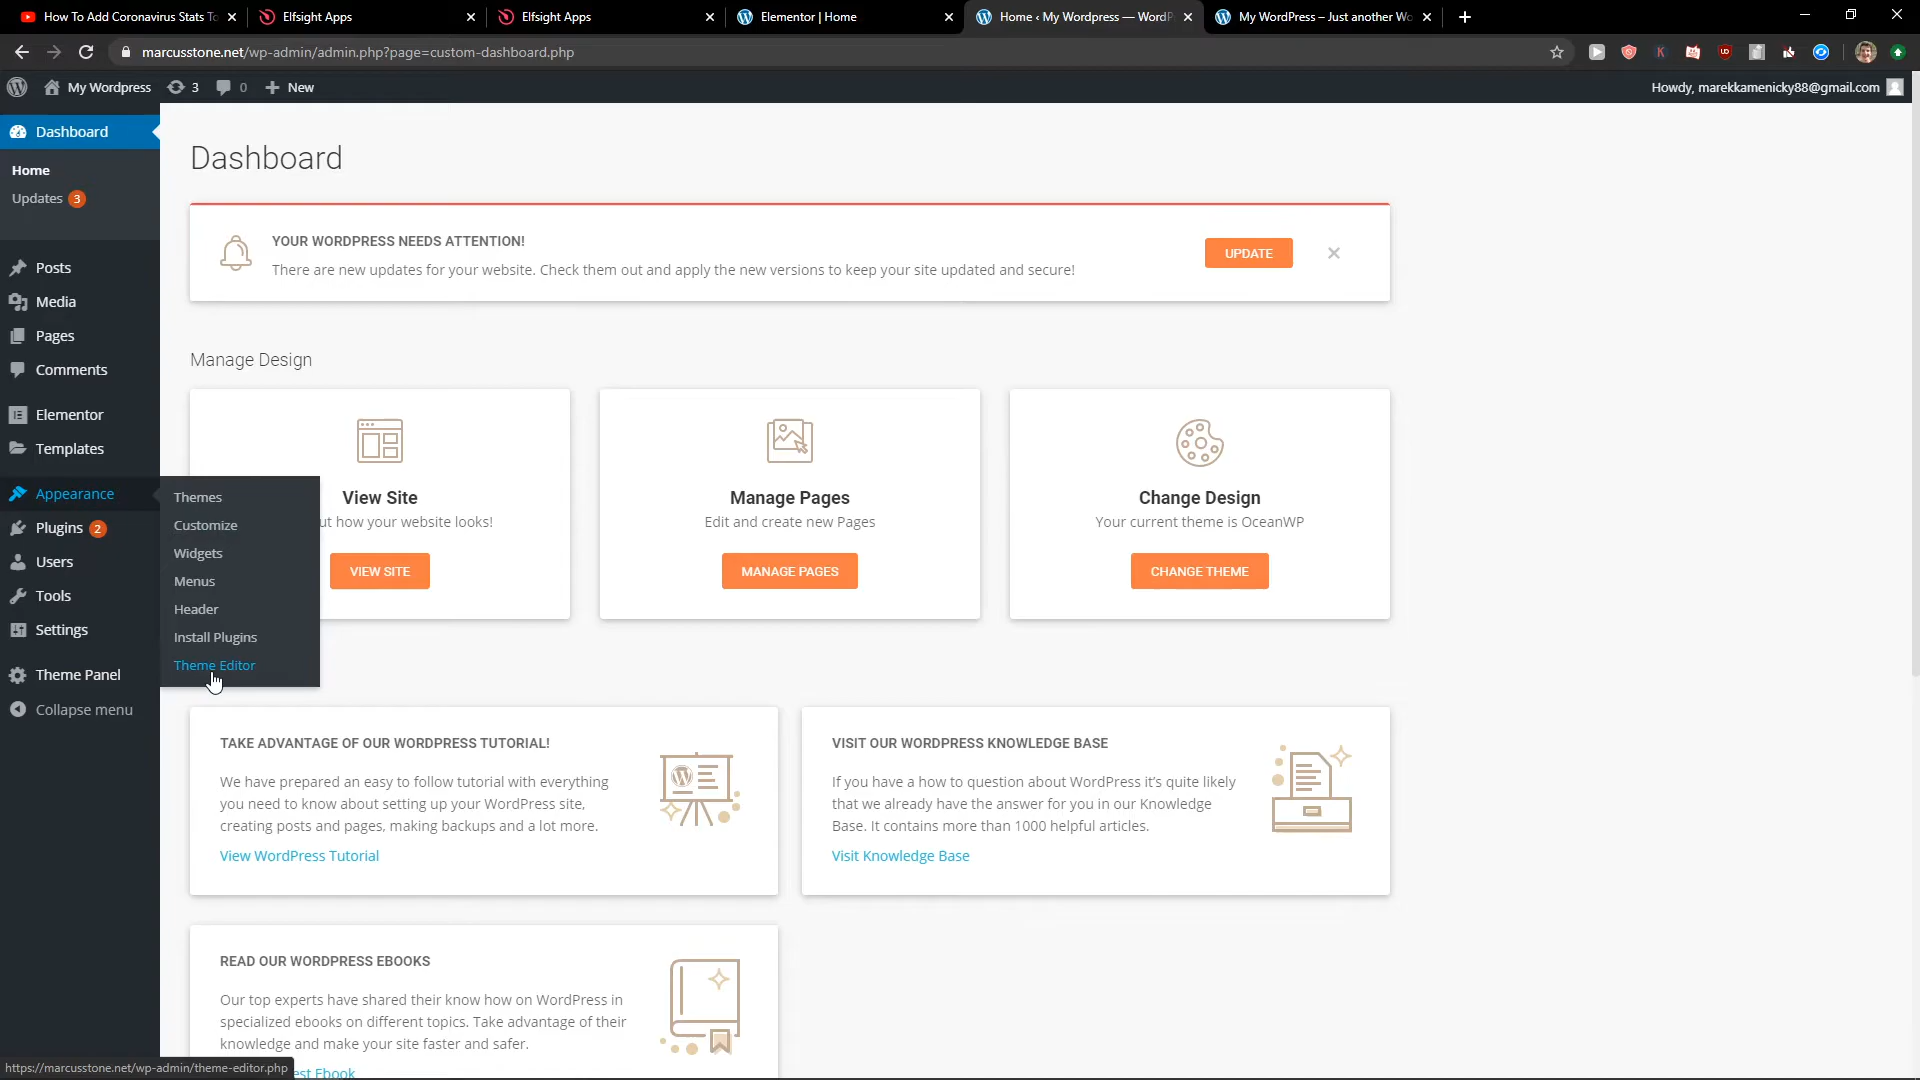 How To Add Coronavirus Stats To
Elfsight Apps
Elfsight Apps
Elementor | Home
Home ‹ My Wordpress — WordP
My WordPress – Just another Wo
marcusstone.net/wp-admin/admin.php?page=custom-dashboard.php
My Wordpress
3
0
New
Howdy, marekkamenicky88@gmail.com
Dashboard
Home
Updates 3
Posts
Media
Pages
Comments
Elementor
Templates
Appearance
Plugins 2
Users
Tools
Settings
Theme Panel
Collapse menu
Themes
Customize
Widgets
Menus
Header
Install Plugins
Theme Editor
Dashboard
YOUR WORDPRESS NEEDS ATTENTION!
There are new updates for your website. Check them out and apply the new versions to keep your site updated and secure!
UPDATE
Manage Design
View Site
ut how your website looks!
VIEW SITE
Manage Pages
Edit and create new Pages
MANAGE PAGES
Change Design
Your current theme is OceanWP
CHANGE THEME
TAKE ADVANTAGE OF OUR WORDPRESS TUTORIAL!
We have prepared an easy to follow tutorial with everything
you need to know about setting up your WordPress site,
creating posts and pages, making backups and a lot more.
View WordPress Tutorial
VISIT OUR WORDPRESS KNOWLEDGE BASE
If you have a how to question about WordPress it's quite likely
that we already have the answer for you in our Knowledge
Base. It contains more than 1000 helpful articles.
Visit Knowledge Base
READ OUR WORDPRESS EBOOKS
Our top experts have shared their know how on WordPress in
specialized ebooks on different topics. Take advantage of their
knowledge and make your site faster and safer.
est Ebook
https://marcusstone.net/wp-admin/theme-editor.php